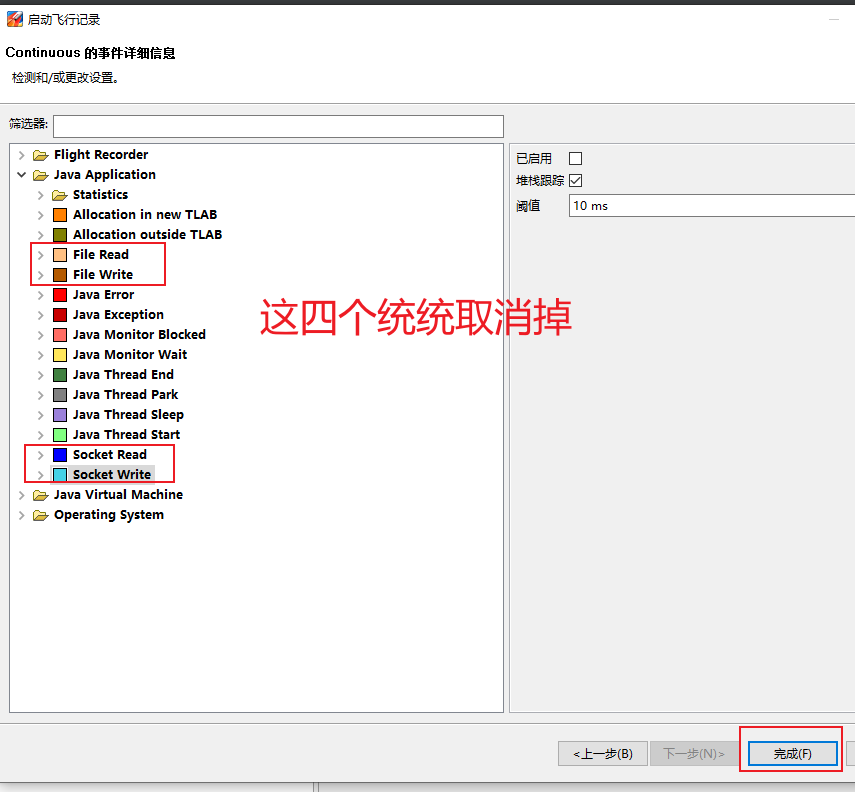 启动飞行记录
Continuous 的事件详细信息
检测和/或更改设置。
筛选器:
Flight Recorder
Java Application
Statistics
Allocation in new TLAB
Allocation outside TLAB
File Read
File Write
Java Error
Java Exception
Java Monitor Blocked
Java Monitor Wait
Java Thread End
Java Thread Park
Java Thread Sleep
Java Thread Start
Socket Read
Socket Write
Java Virtual Machine
Operating System
已启用
堆栈跟踪
阈值
10 ms
这四个统统取消掉
<上一步(B)
下一步(N)>
完成(F)